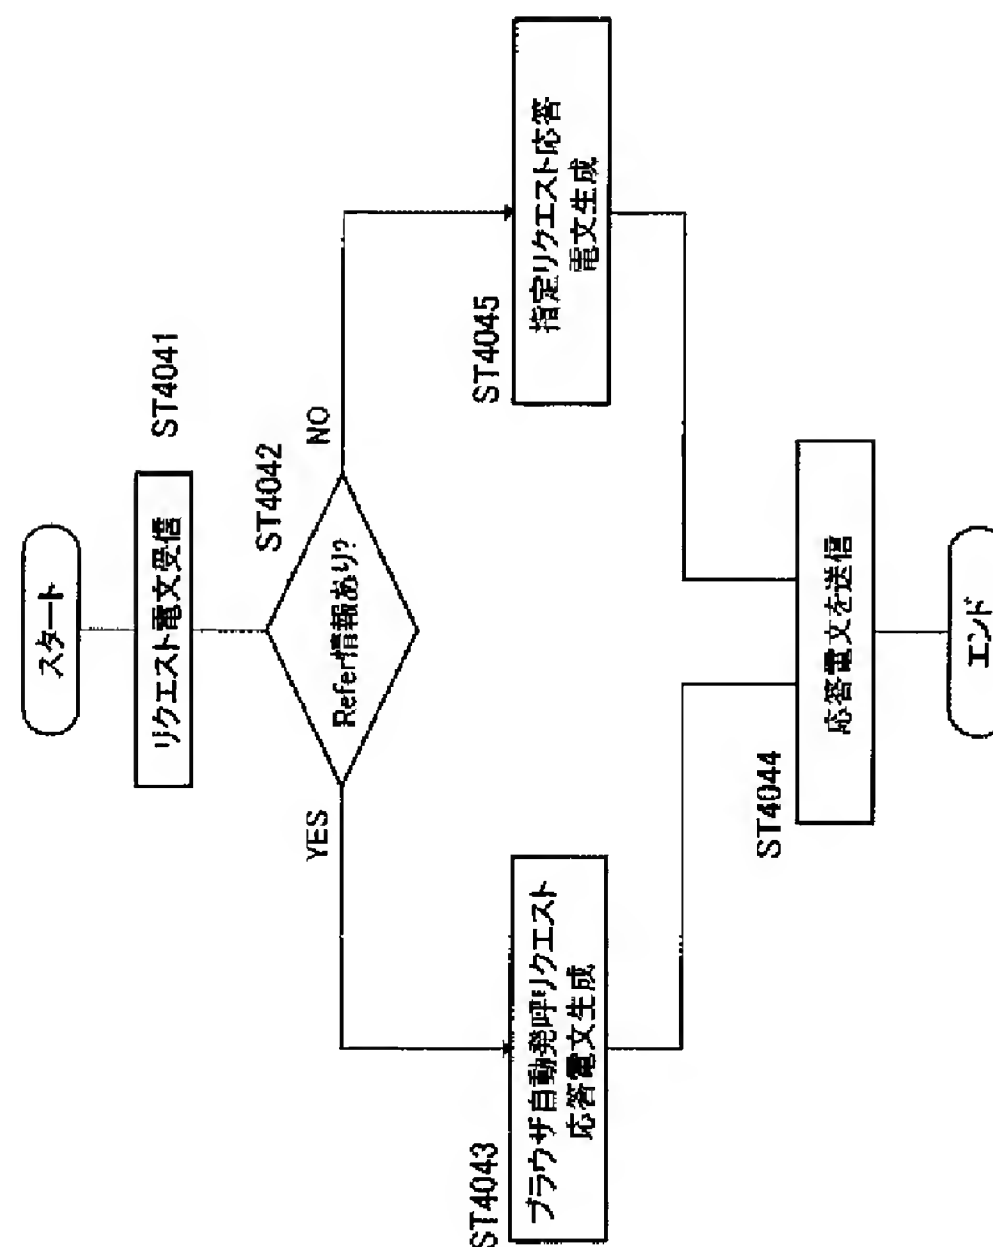 スタート
リクエスト電文受信
ST4041
ST4042
Refer情報あり?
YES
NO
ST4043
ブラウザ自動発呼リクエスト
応答電文生成
ST4045
指定リクエスト応答
電文生成
ST4044
応答電文を送信
エンド